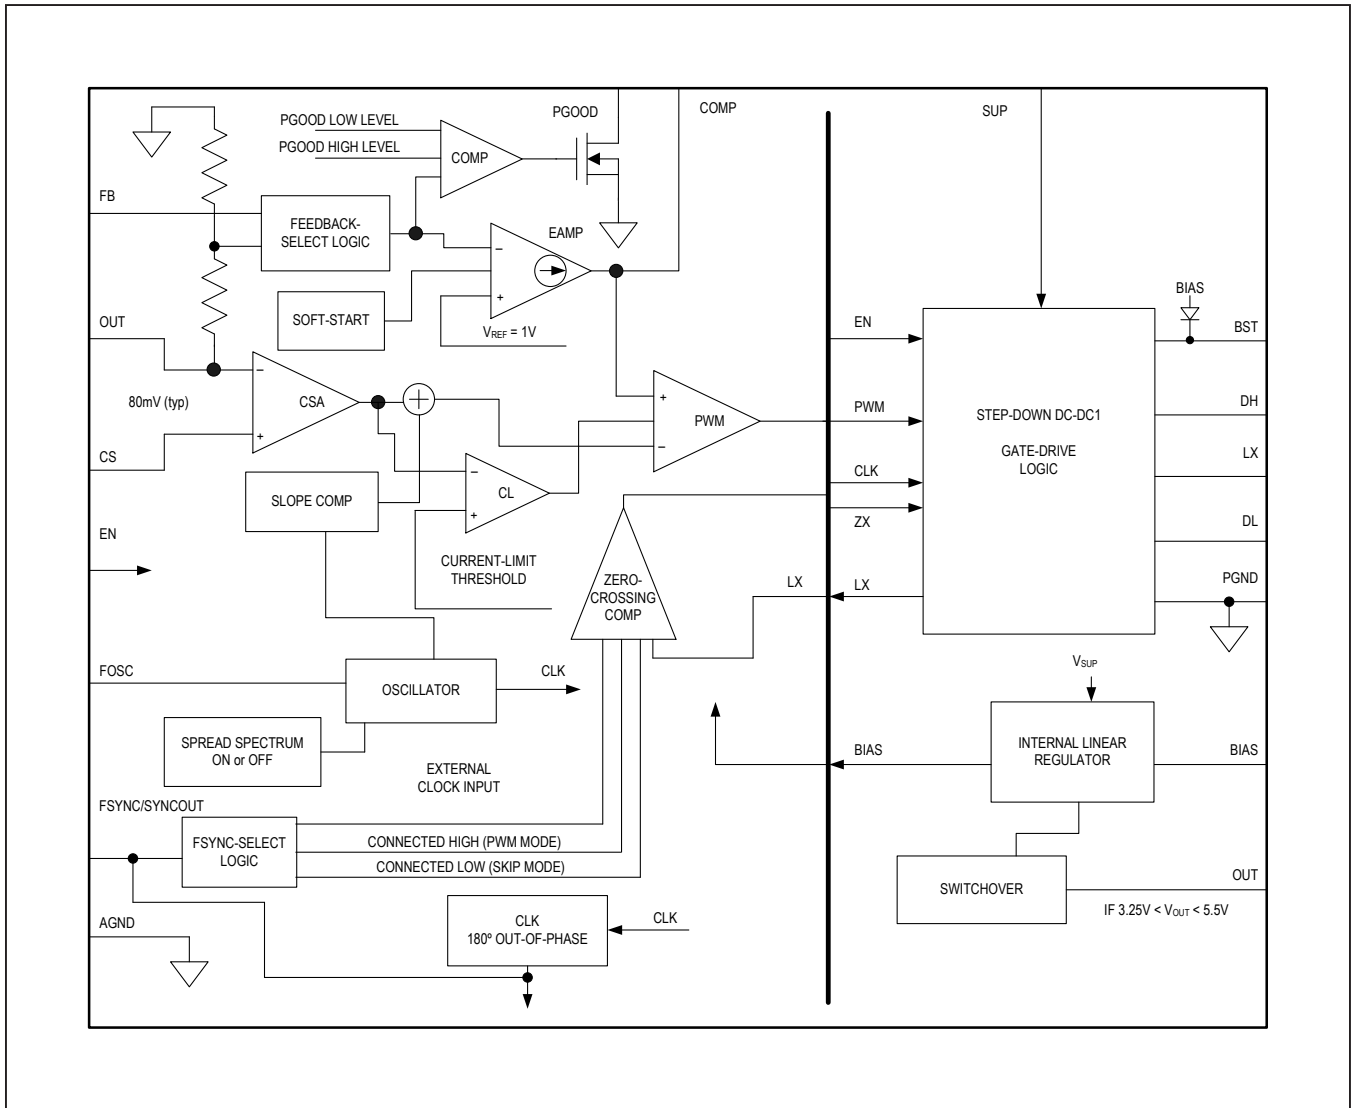 PGOOD
COMP
SUP
PGOOD LOW LEVEL
PGOOD HIGH LEVEL
COMP
FB
FEEDBACK-
SELECT LOGIC
EAMP
−
+
SOFT-START
VREF = 1V
OUT
80mV (typ)
−
CSA
+
CS
+
PWM
−
SLOPE COMP
−
CL
+
CURRENT-LIMIT
THRESHOLD
EN
ZERO-
CROSSING
COMP
LX
FOSC
OSCILLATOR
CLK
SPREAD SPECTRUM
ON or OFF
EXTERNAL
CLOCK INPUT
FSYNC/SYNCOUT
FSYNC-SELECT
LOGIC
CONNECTED HIGH (PWM MODE)
CONNECTED LOW (SKIP MODE)
AGND
CLK
180º OUT-OF-PHASE
CLK
EN
PWM
CLK
ZX
LX
STEP-DOWN DC-DC1
GATE-DRIVE
LOGIC
BIAS
BST
DH
LX
DL
PGND
VSUP
BIAS
INTERNAL LINEAR
REGULATOR
BIAS
SWITCHOVER
OUT
IF 3.25V < VOUT < 5.5V